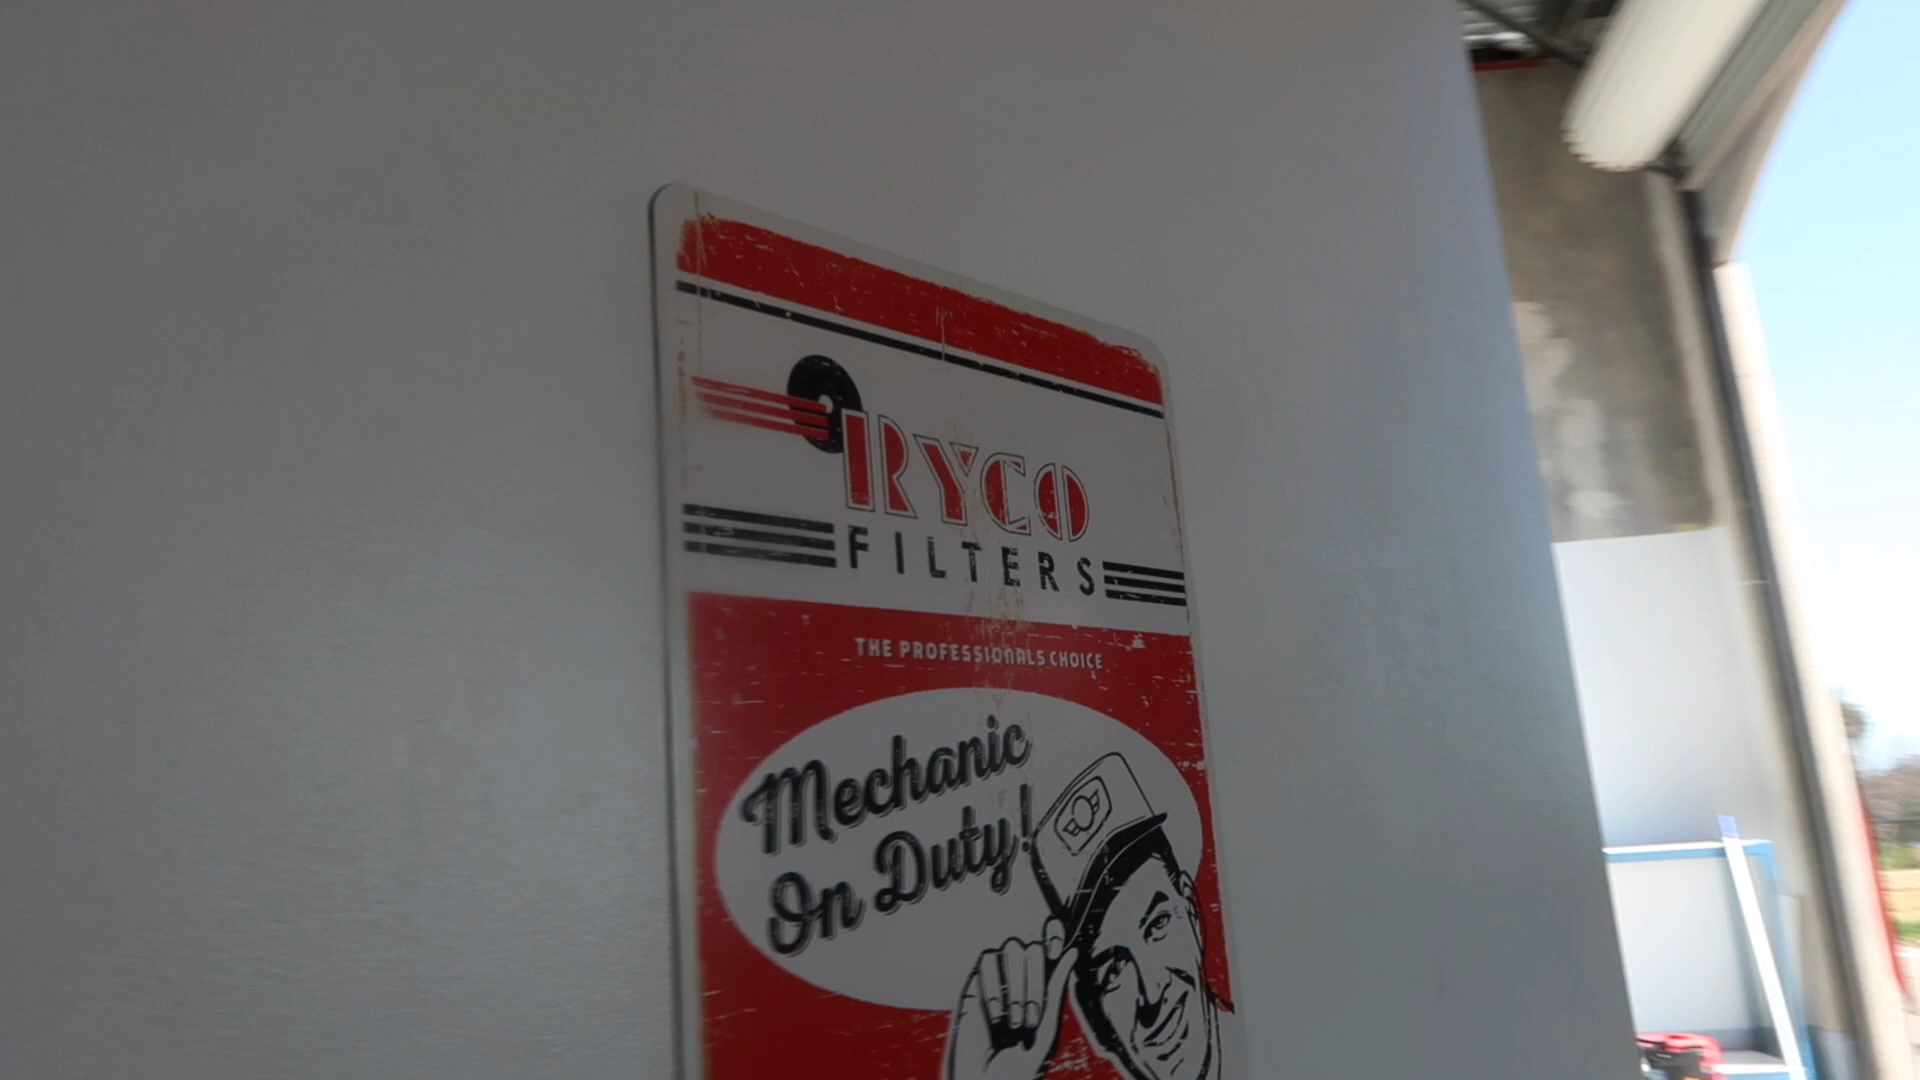 RYCO
FILTERS
THE PROFESSIONALS CHOICE
Mechanic
On Duty!